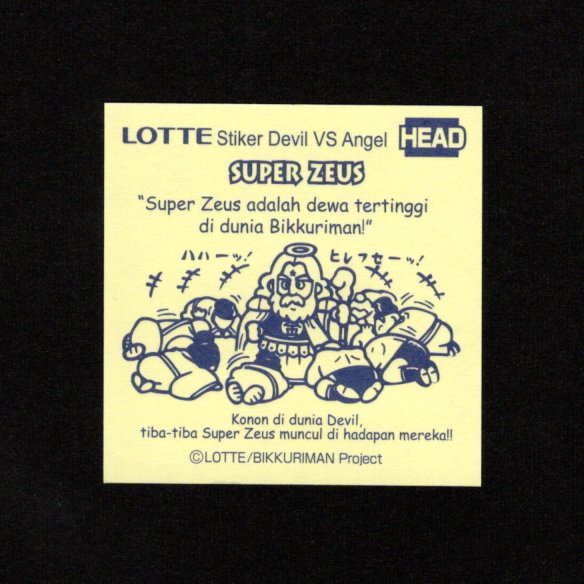 LOTTE Stiker Devil VS Angel HEAD
SUPER ZEUS
"Super Zeus adalah dewa tertinggi
di dunia Bikkuriman!"
ハハーッ! ヒレフセーッ!
Konon di dunia Devil,
tiba-tiba Super Zeus muncul di hadapan mereka!!
©LOTTE/BIKKURIMAN Project